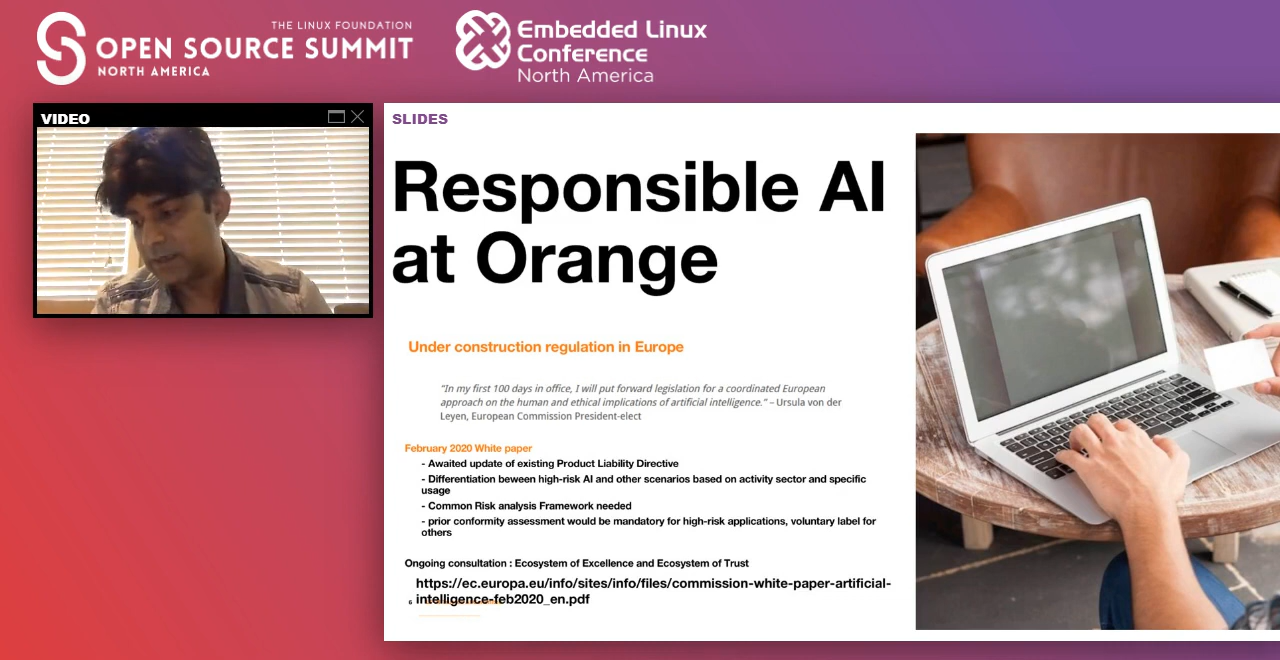 THE LINUX FOUNDATION
OPEN SOURCE SUMMIT
NORTH AMERICA
Embedded Linux
Conference
North America
VIDEO
SLIDES
Responsible AI
at Orange
Under construction regulation in Europe
"In my first 100 days in office, I will put forward legislation for a coordinated European
approach on the human and ethical implications of artificial intelligence." – Ursula von der
Leyen, European Commission President-elect
February 2020 White paper
- Awaited update of existing Product Liability Directive
- Differentiation beween high-risk AI and other scenarios based on activity sector and specific
usage
- Common Risk analysis Framework needed
- prior conformity assessment would be mandatory for high-risk applications, voluntary label for
others
Ongoing consultation : Ecosystem of Excellence and Ecosystem of Trust
https://ec.europa.eu/info/sites/info/files/commission-white-paper-artificial-
6 intelligence-feb2020_en.pdf